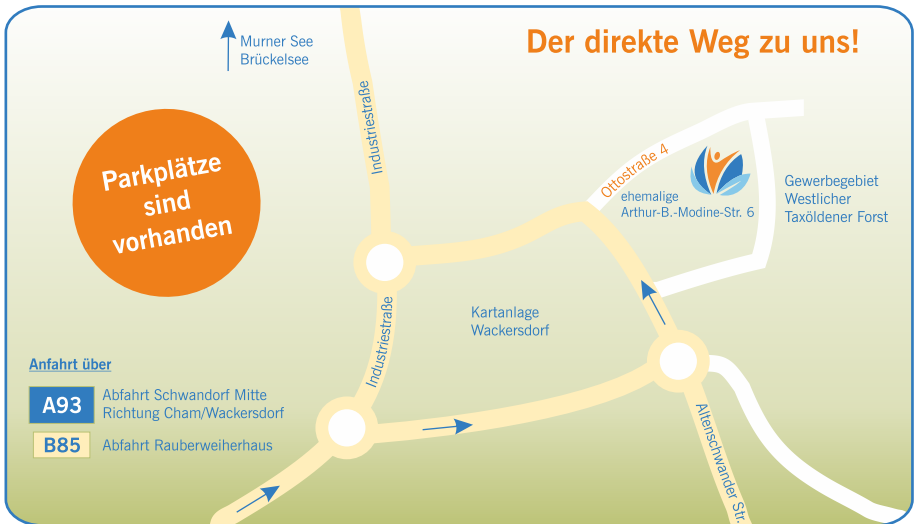 Der direkte Weg zu uns!
Murner See
Brückelsee
Industriestraße
Parkplätze
sind
vorhanden
Ottostraße 4
ehemalige
Arthur-B.-Modine-Str. 6
Gewerbegebiet
Westlicher
Taxöldener Forst
Kartanlage
Wackersdorf
Industriestraße
Anfahrt über
A93
Abfahrt Schwandorf Mitte
Richtung Cham/Wackersdorf
B85
Abfahrt Rauberweiherhaus
Altenschwander Str.